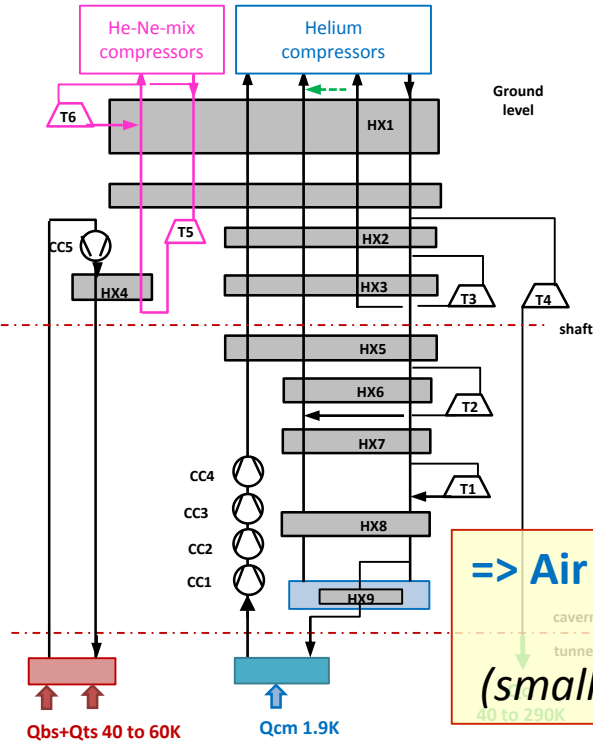 He-Ne-mix
compressors
Helium
compressors
Ground
level
T6
HX1
T5
CC5
HX2
HX4
HX3
T3
T4
shaft
HX5
HX6
T2
HX7
CC4
T1
CC3
HX8
CC2
CC1
=> Air
HX9
cavern
tunne
(small
40 to 290K
Qbs+Qts 40 to 60K
Qcm 1.9K